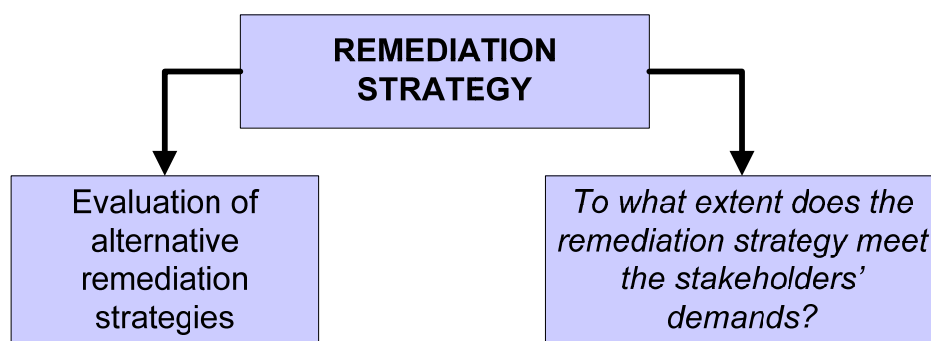 REMEDIATION
STRATEGY
Evaluation of
alternative
remediation
strategies
To what extent does the
remediation strategy meet
the stakeholders’
demands?